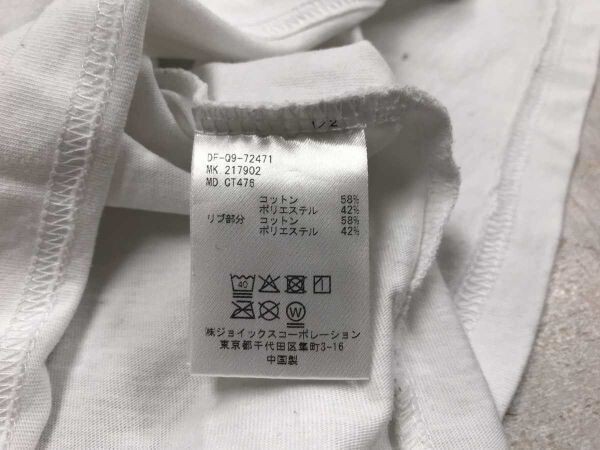 1/2
DF-Q9-72471
MK. 217902
MD. CT476
コットン 58%
ポリエステル 42%
リブ部分 コットン 58%
ポリエステル 42%
40
W
㈱ジョイックスコーポレーション
東京都千代田区隼町3-16
中国製